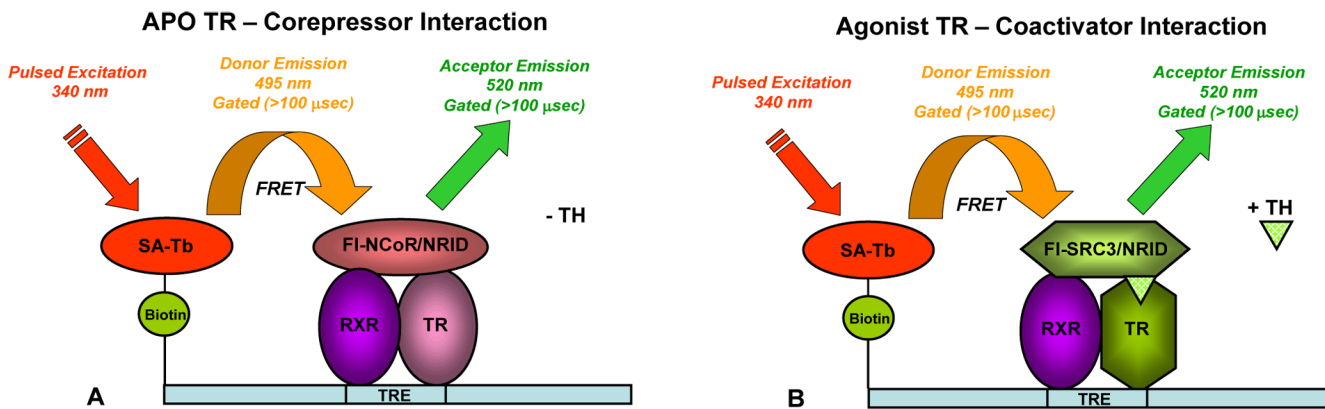 APO TR – Corepressor Interaction
Pulsed Excitation
340 nm
Donor Emission
495 nm
Gated (>100 μsec)
Acceptor Emission
520 nm
Gated (>100 μsec)
FRET
- TH
SA-Tb
FI-NCoR/NRID
Biotin
RXR
TR
TRE
A
Agonist TR – Coactivator Interaction
Pulsed Excitation
340 nm
Donor Emission
495 nm
Gated (>100 μsec)
Acceptor Emission
520 nm
Gated (>100 μsec)
FRET
+ TH
SA-Tb
FI-SRC3/NRID
Biotin
RXR
TR
TRE
B